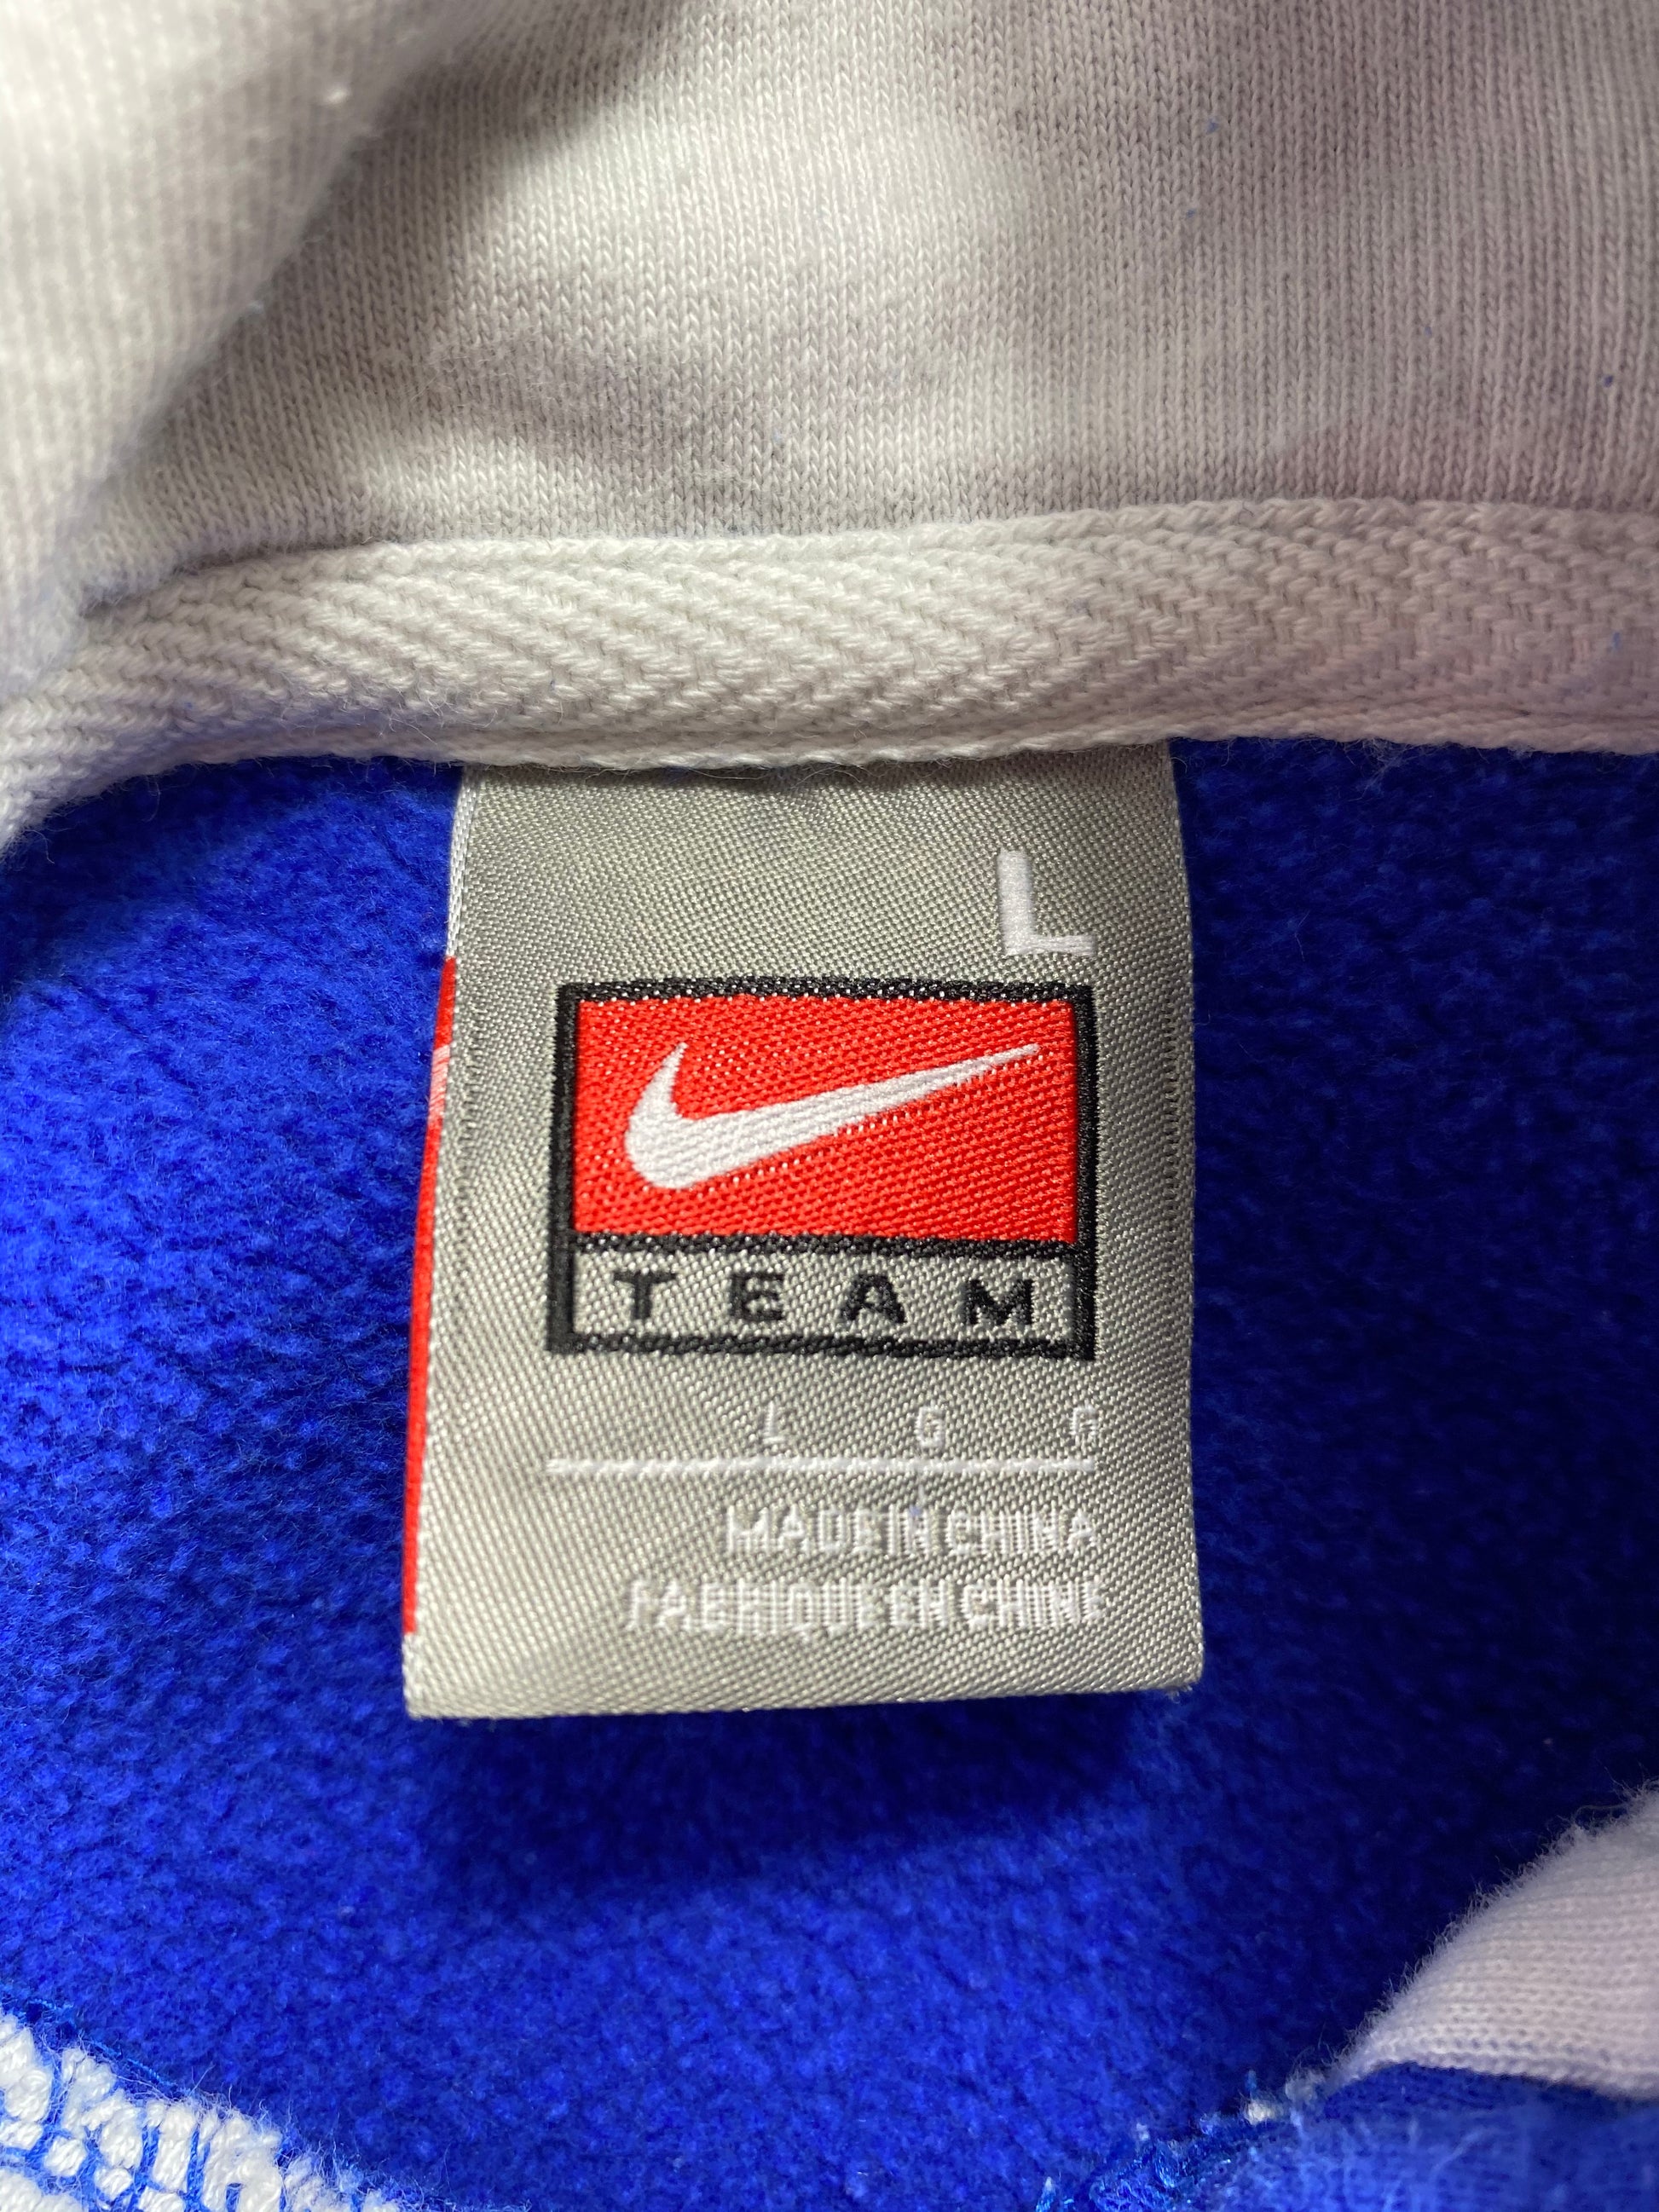 L
TEAM
L G G
MADE IN CHINA
FABRIQUE EN CHINE